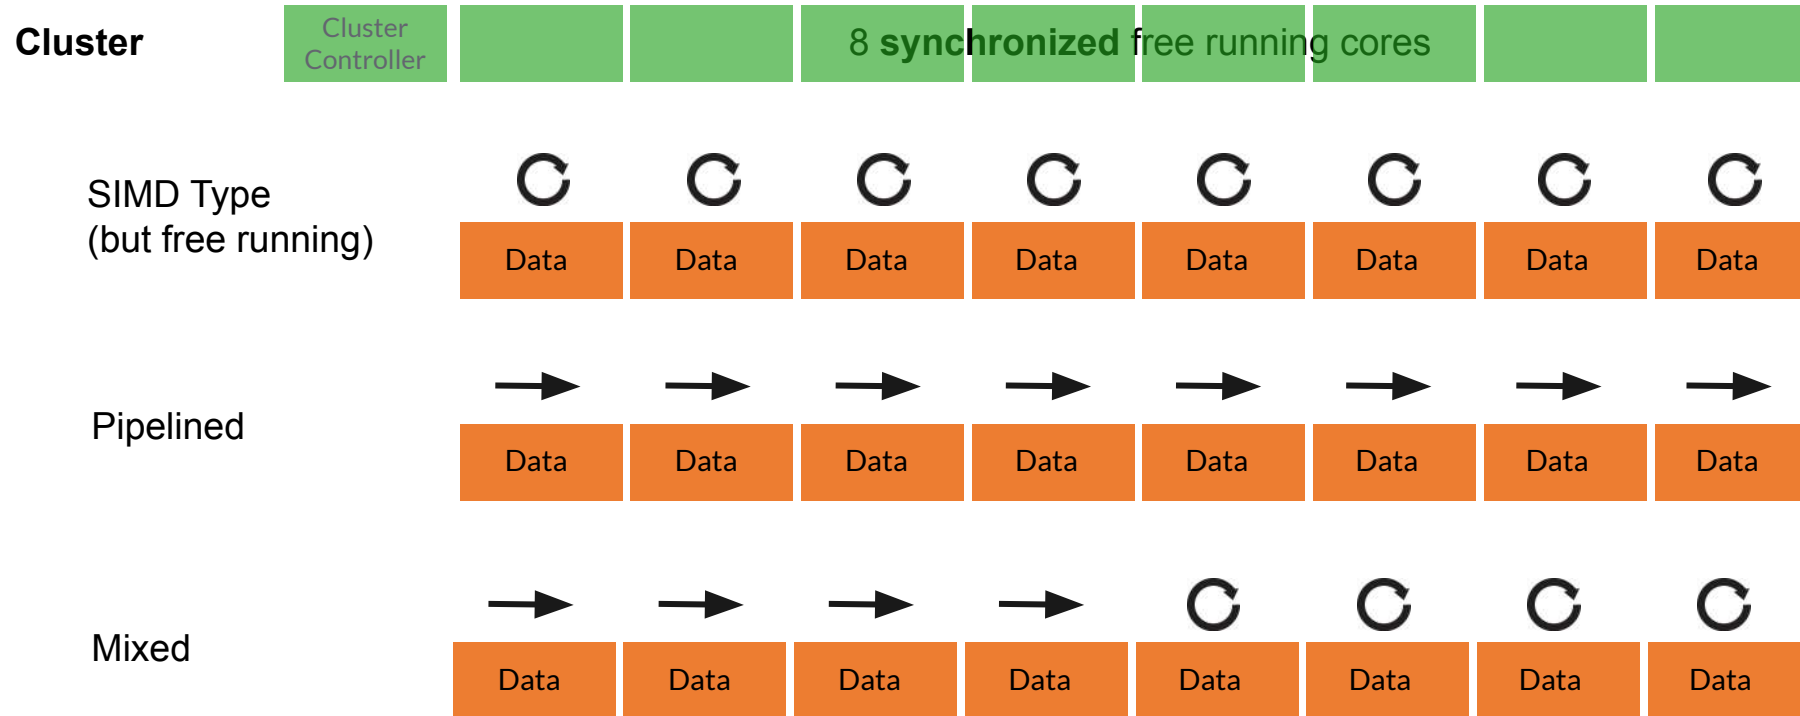 Cluster
Cluster
Controller
8 synchronized free running cores
SIMD Type
(but free running)
Data Data Data Data Data Data Data Data
Pipelined
Data Data Data Data Data Data Data Data
Mixed
Data Data Data Data Data Data Data Data